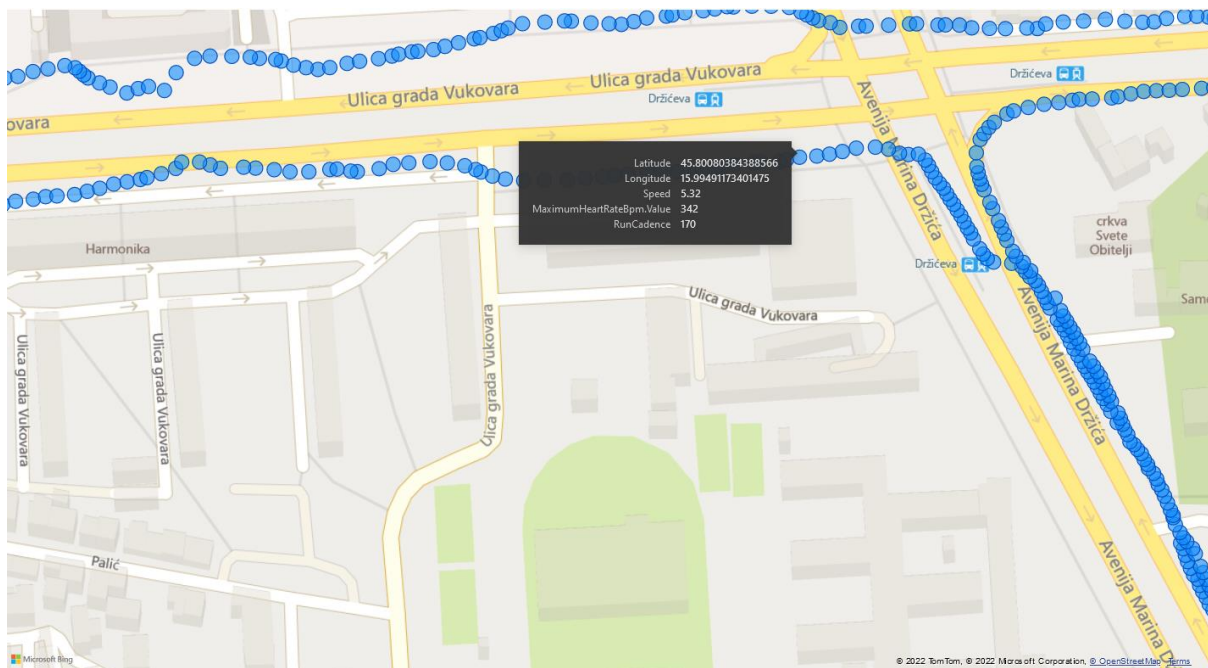 Ulica grada Vukovara
Ulica grada Vukovara
Držićeva
Držićeva
ovara
Avenija Marina Držića
Latitude 45.80080384388566
Longitude 15.99491173401475
Speed 5.32
MaximumHeartRateBpm.Value 342
RunCadence 170
crkva
Svete
Obitelji
Harmonika
Držićeva
Ulica grada Vukovara
Same
Avenija Marina Držića
Ulica grada Vukovara
Ulica grada Vukovara
Ulica grada Vukovara
Palić
Avenija Marina D
Microsoft Bing
© 2022 TomTom, © 2022 Microsoft Corporation, © OpenStreetMap Terms